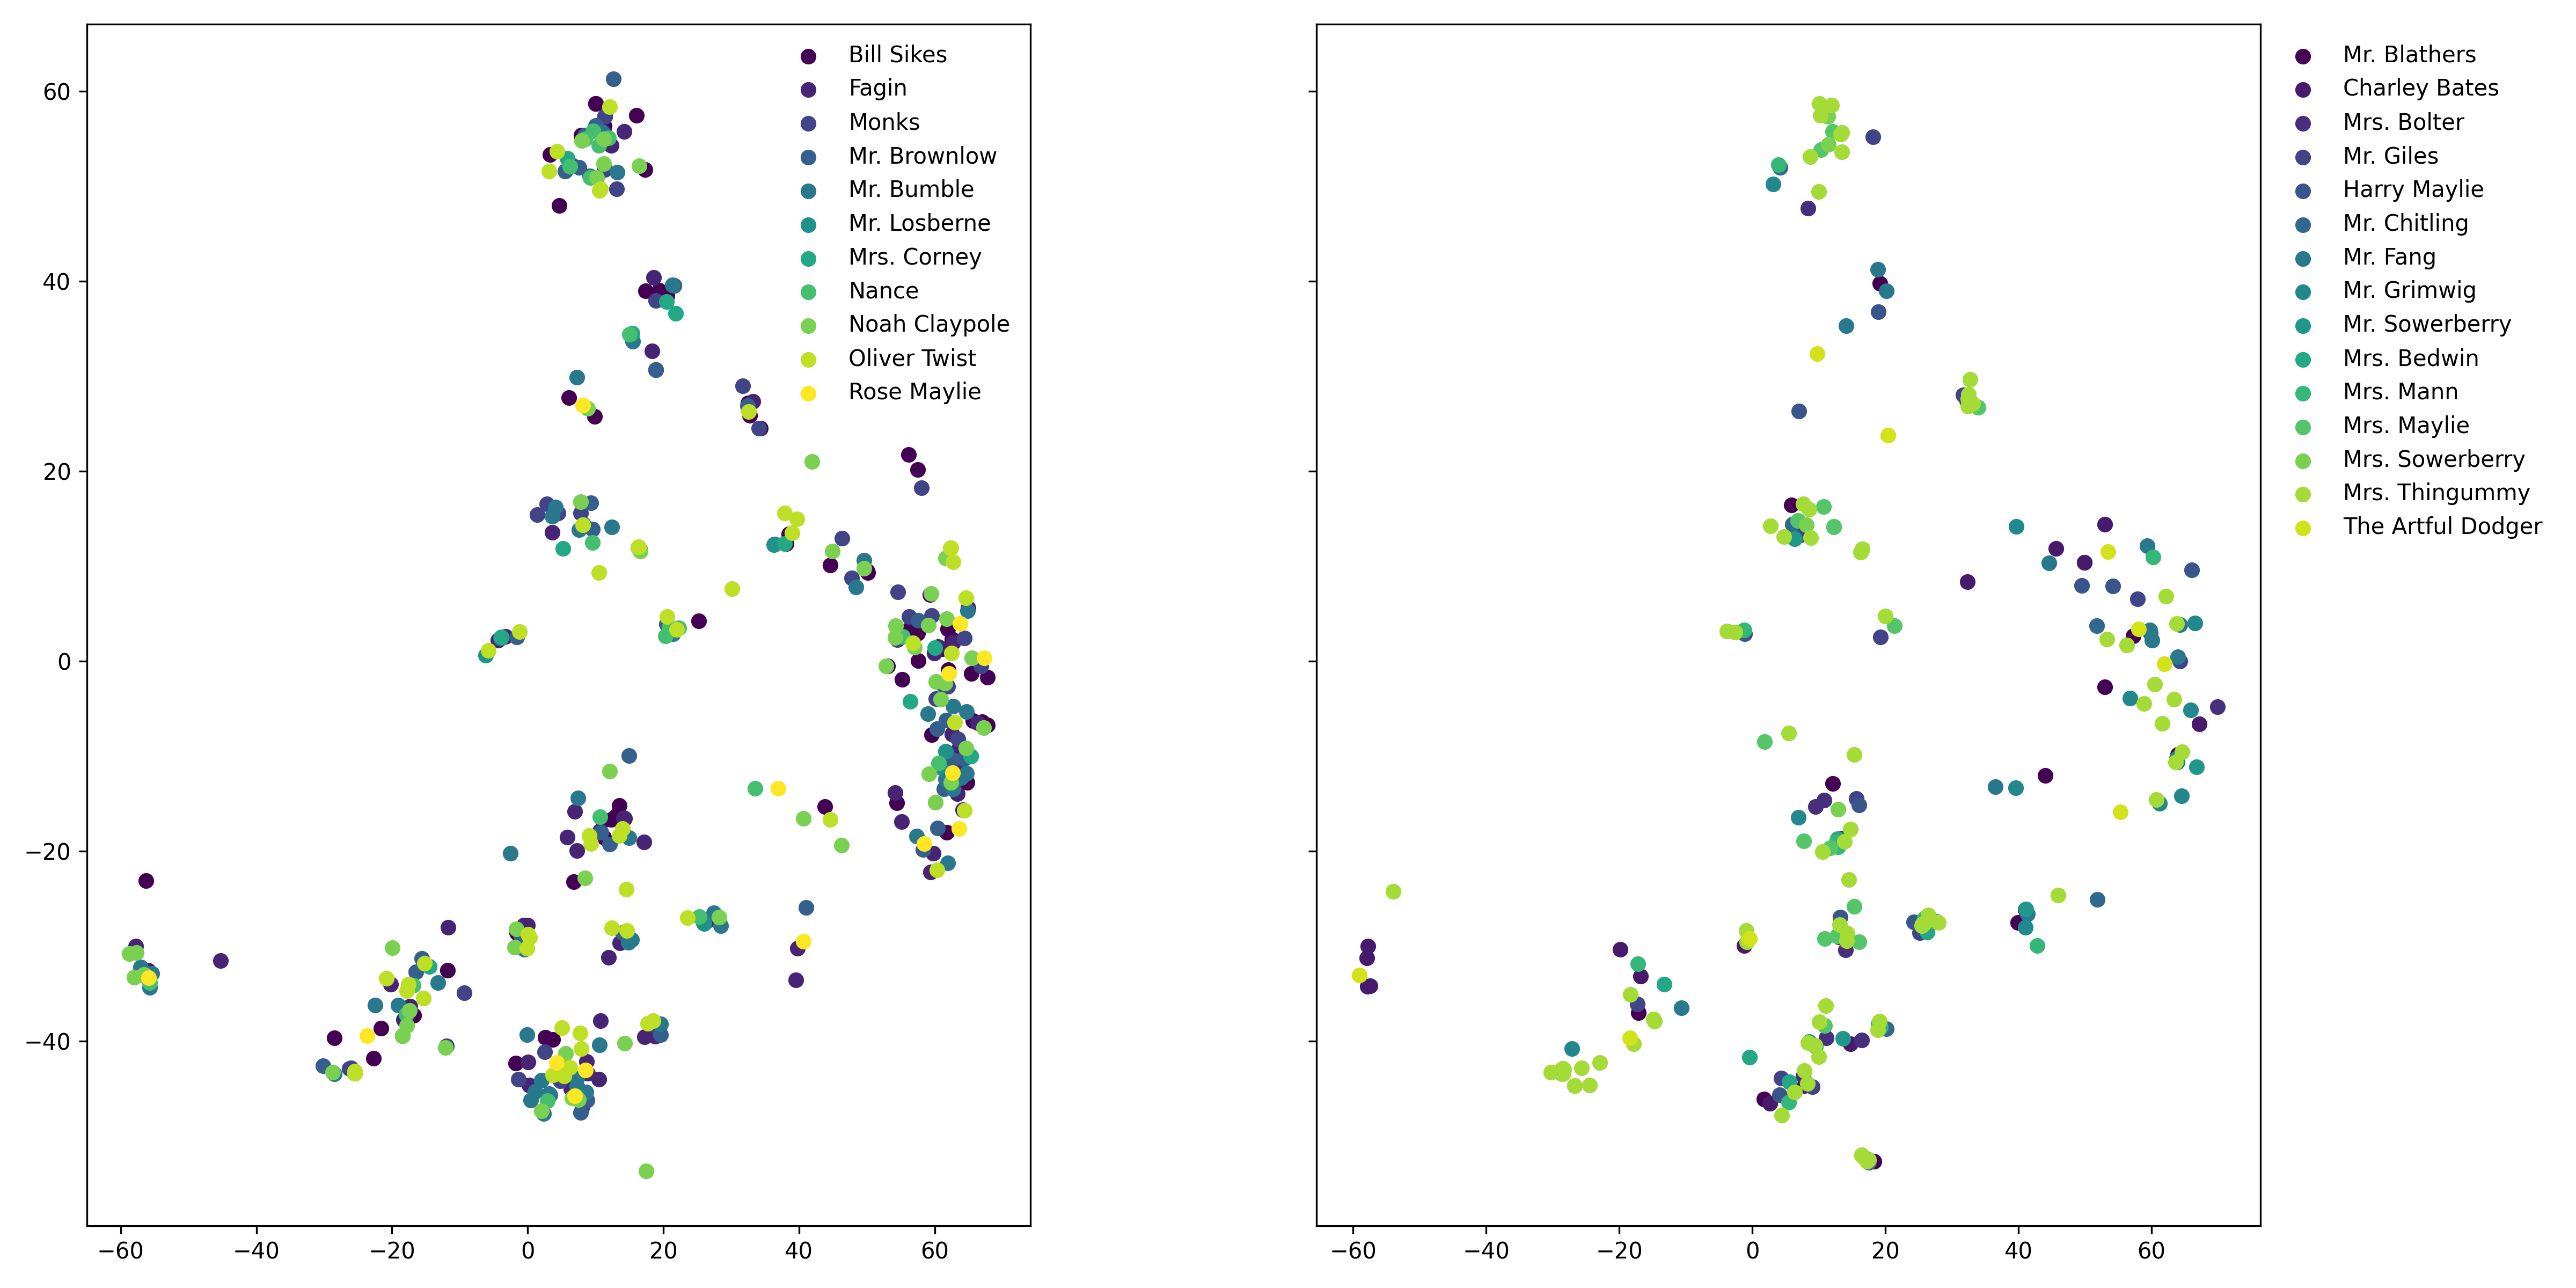 60
40
20
0
−20
−40
−60
−40
−20
0
20
40
60
Bill Sikes
Fagin
Monks
Mr. Brownlow
Mr. Bumble
Mr. Losberne
Mrs. Corney
Nance
Noah Claypole
Oliver Twist
Rose Maylie
−60
−40
−20
0
20
40
60
Mr. Blathers
Charley Bates
Mrs. Bolter
Mr. Giles
Harry Maylie
Mr. Chitling
Mr. Fang
Mr. Grimwig
Mr. Sowerberry
Mrs. Bedwin
Mrs. Mann
Mrs. Maylie
Mrs. Sowerberry
Mrs. Thingummy
The Artful Dodger